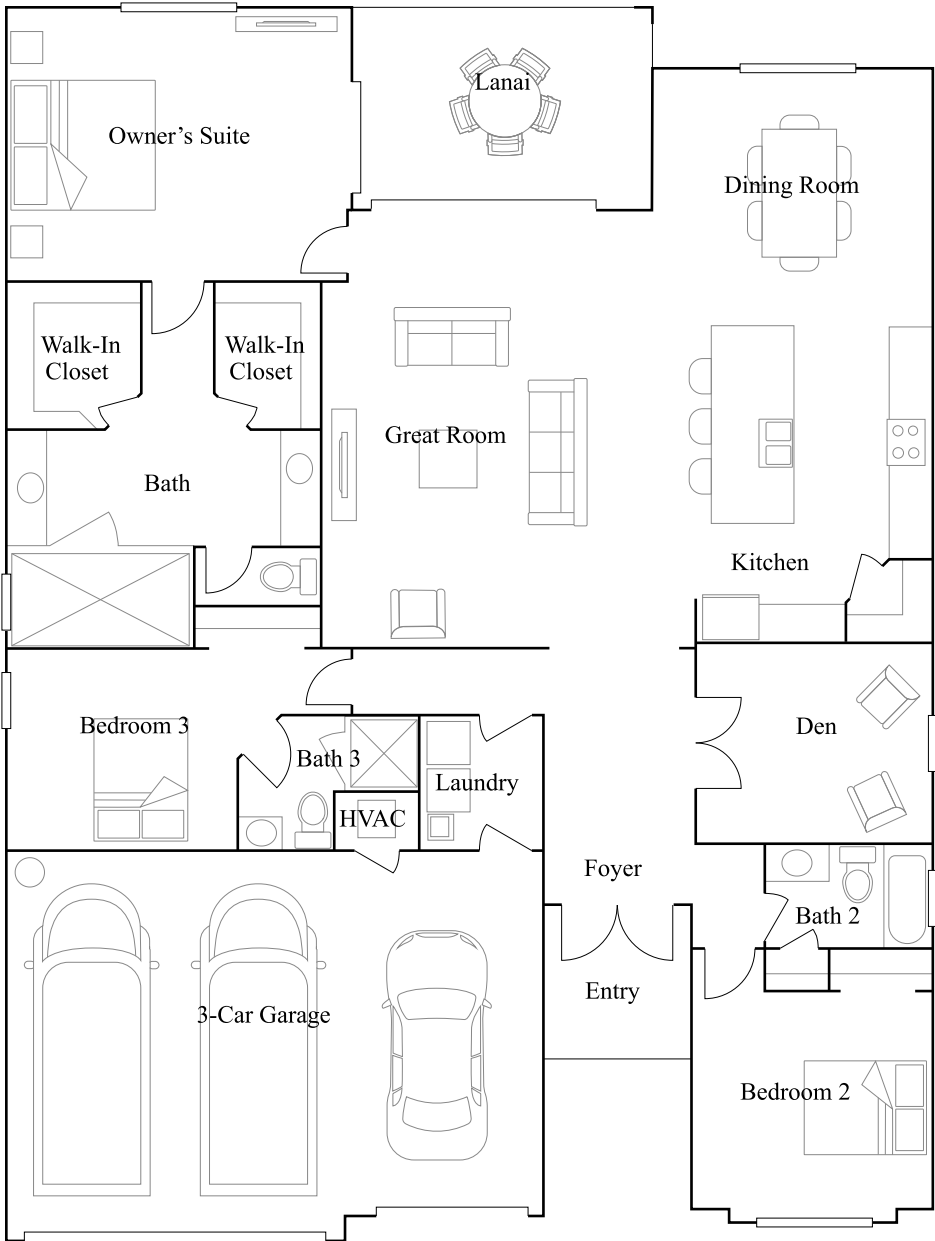 Lanai
Owner's Suite
Dining Room
Walk-In
Closet
Walk-In
Closet
Great Room
Bath
Kitchen
Bedroom 3
Den
Bath 3
Laundry
HVAC
Foyer
Bath 2
Entry
3-Car Garage
Bedroom 2